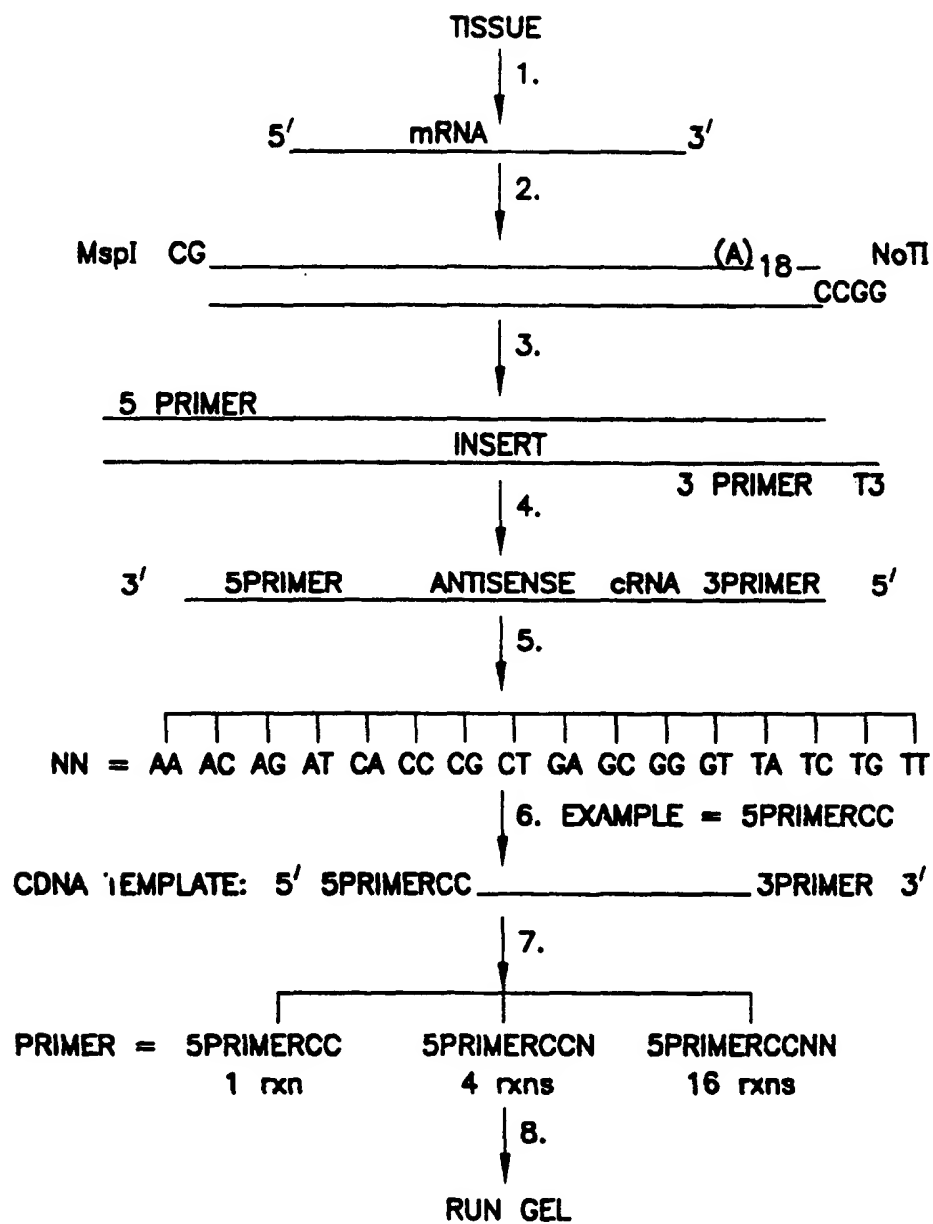 TISSUE
1.
5' mRNA 3'
2.
MspI CG (A)18 NoTI
CCGG
3.
5 PRIMER
INSERT
3 PRIMER T3
4.
3' 5PRIMER ANTISENSE cRNA 3PRIMER 5'
5.
NN = AA AC AG AT CA CC CG CT GA GC GG GT TA TC TG TT
6. EXAMPLE = 5PRIMERCC
CDNA TEMPLATE: 5' 5PRIMERCC 3PRIMER 3'
7.
PRIMER = 5PRIMERCC 5PRIMERCCN 5PRIMERCCNN
1 rxn 4 rxns 16 rxns
8.
RUN GEL